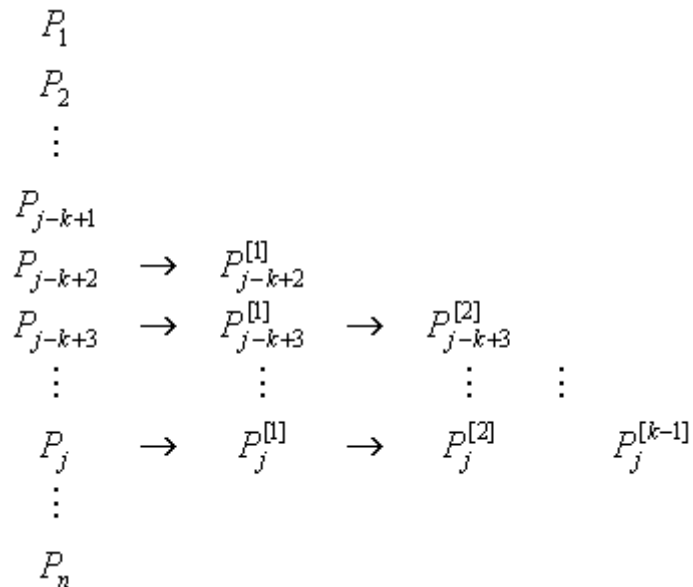 P_1
P_2
⋮
P_{j-k+1}
P_{j-k+2} → P_{j-k+2}^{[1]}
P_{j-k+3} → P_{j-k+3}^{[1]} → P_{j-k+3}^{[2]}
⋮ ⋮ ⋮ ⋮
P_j → P_j^{[1]} → P_j^{[2]} P_j^{[k-1]}
⋮
P_n